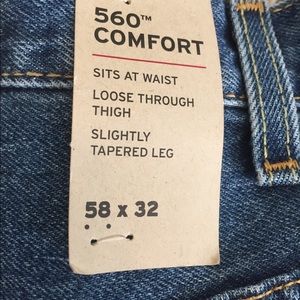 560™
COMFORT
SITS AT WAIST
LOOSE THROUGH
THIGH
SLIGHTLY
TAPERED LEG
58 x 32